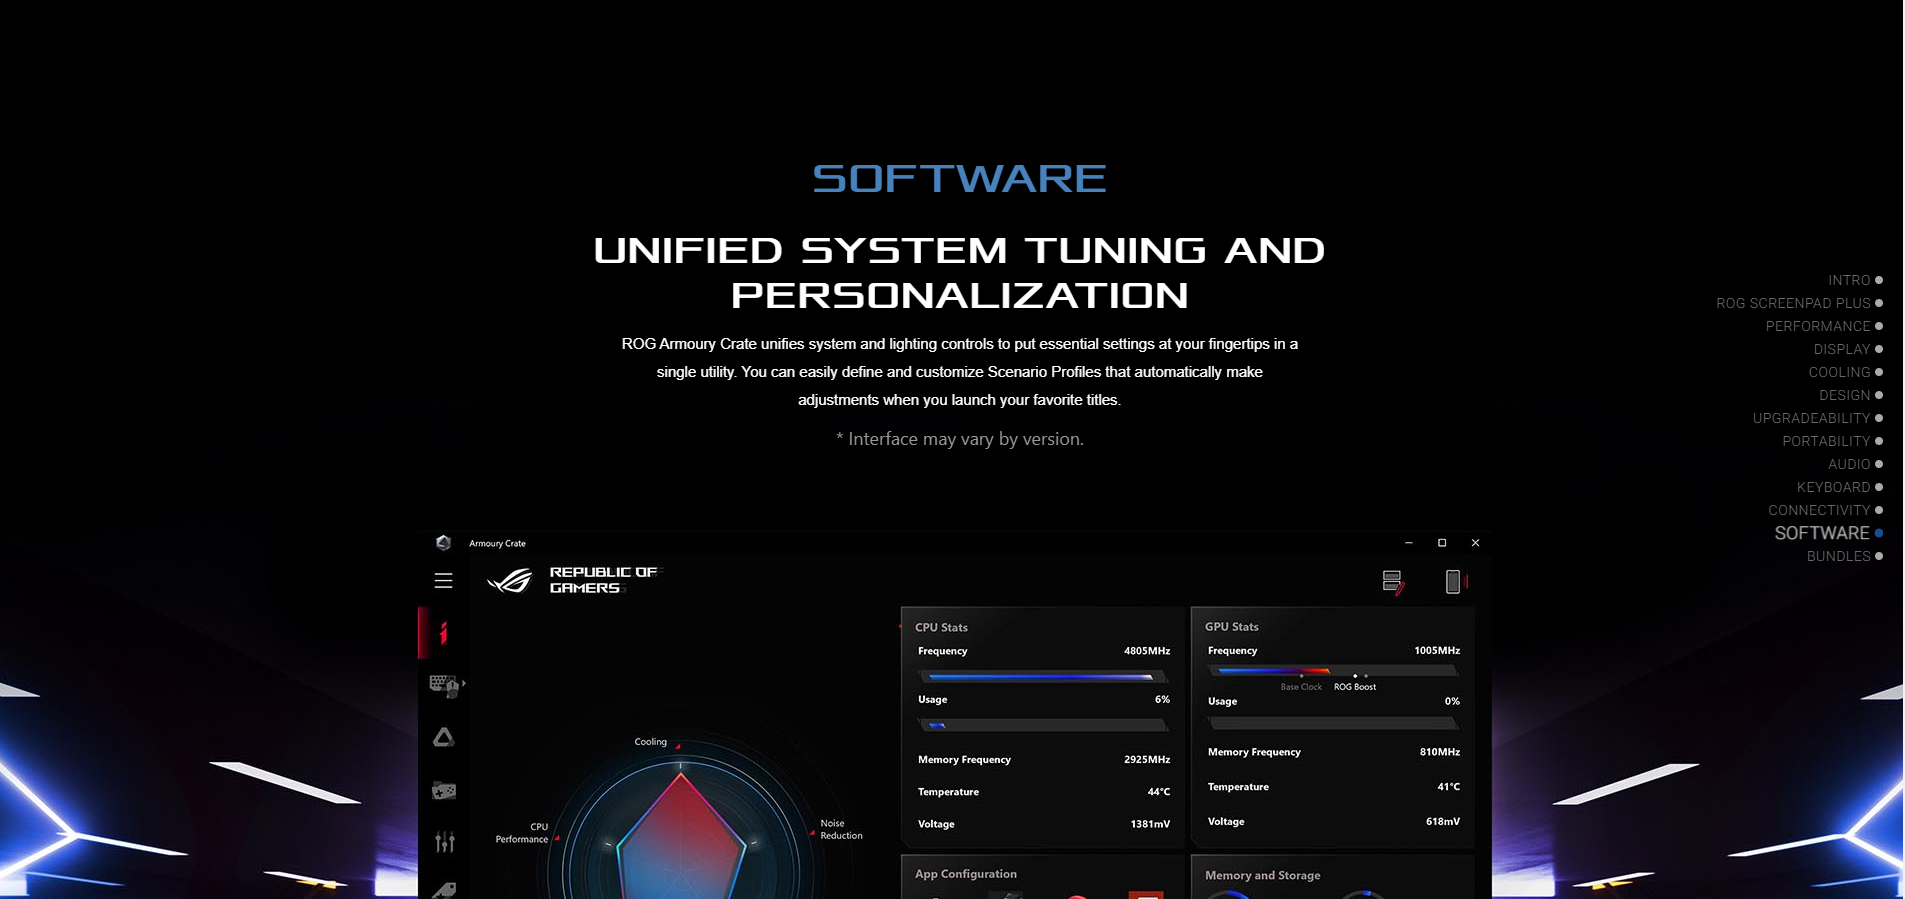 SOFTWARE
UNIFIED SYSTEM TUNING AND
PERSONALIZATION
ROG Armoury Crate unifies system and lighting controls to put essential settings at your fingertips in a
single utility. You can easily define and customize Scenario Profiles that automatically make
adjustments when you launch your favorite titles.
* Interface may vary by version.
INTRO
ROG SCREENPAD PLUS
PERFORMANCE
DISPLAY
COOLING
DESIGN
UPGRADEABILITY
PORTABILITY
AUDIO
KEYBOARD
CONNECTIVITY
SOFTWARE
BUNDLES
Armoury Crate
REPUBLIC OF
GAMERS
Cooling
CPU
Performance
Noise
Reduction
CPU Stats
Frequency 4805MHz
Usage 6%
Memory Frequency 2925MHz
Temperature 44°C
Voltage 1381mV
GPU Stats
Frequency 1005MHz
Base Clock ROG Boost
Usage 0%
Memory Frequency 810MHz
Temperature 41°C
Voltage 618mV
App Configuration
Memory and Storage